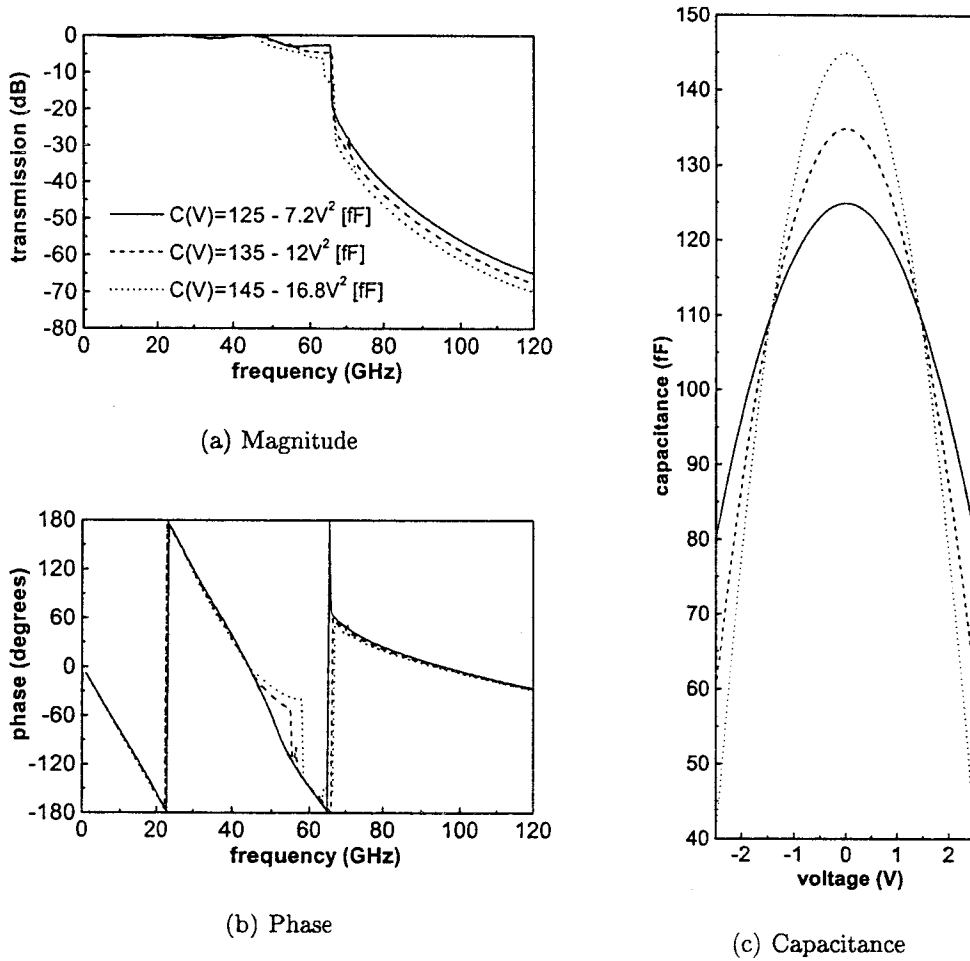 0
-10
-20
-30
-40
-50
-60
-70
-80
transmission (dB)
C(V)=125 - 7.2V² [fF]
C(V)=135 - 12V² [fF]
C(V)=145 - 16.8V² [fF]
0 20 40 60 80 100 120
frequency (GHz)
(a) Magnitude
180
120
60
0
-60
-120
-180
phase (degrees)
0 20 40 60 80 100 120
frequency (GHz)
(b) Phase
150
140
130
120
110
100
90
80
70
60
50
40
capacitance (fF)
-2 -1 0 1 2
voltage (V)
(c) Capacitance